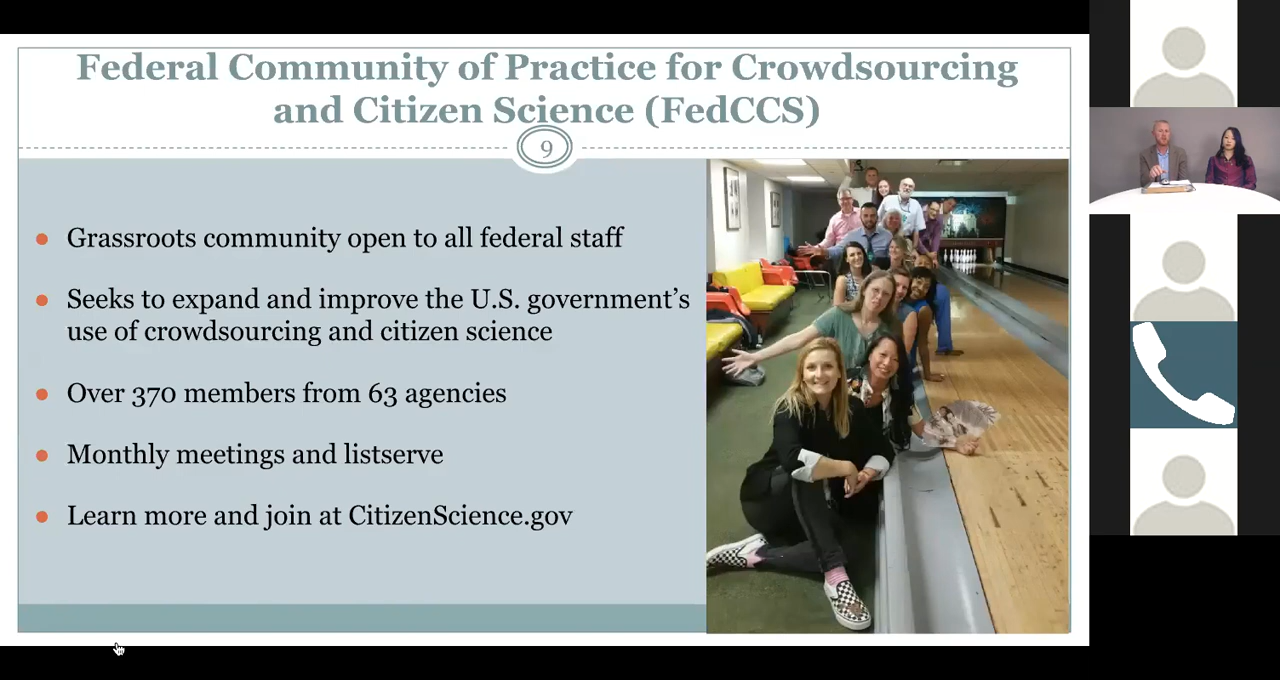 Federal Community of Practice for Crowdsourcing
and Citizen Science (FedCCS)
9
Grassroots community open to all federal staff
Seeks to expand and improve the U.S. government’s
use of crowdsourcing and citizen science
Over 370 members from 63 agencies
Monthly meetings and listserve
Learn more and join at CitizenScience.gov